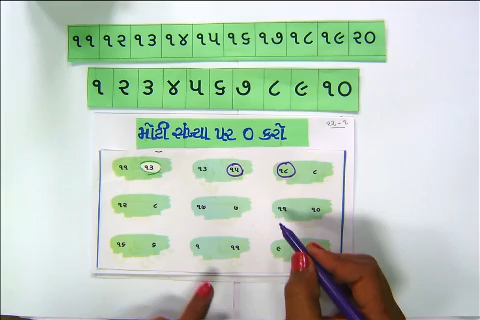 ૧૧ ૧૨ ૧૩ ૧૪ ૧૫ ૧૬ ૧૭ ૧૮ ૧૯ ૨૦
૧ ૨ ૩ ૪ ૫ ૬ ૭ ૮ ૯ ૧૦
મોટી સંખ્યા પર O કરો
૧૧ ૧૩ ૧૩ ૧૫ ૧૮ ૮
૧૨ ૮ ૧૭ ૭ ૧૧ ૧૦
૧૬ ૬ ૧ ૧૧ ૯